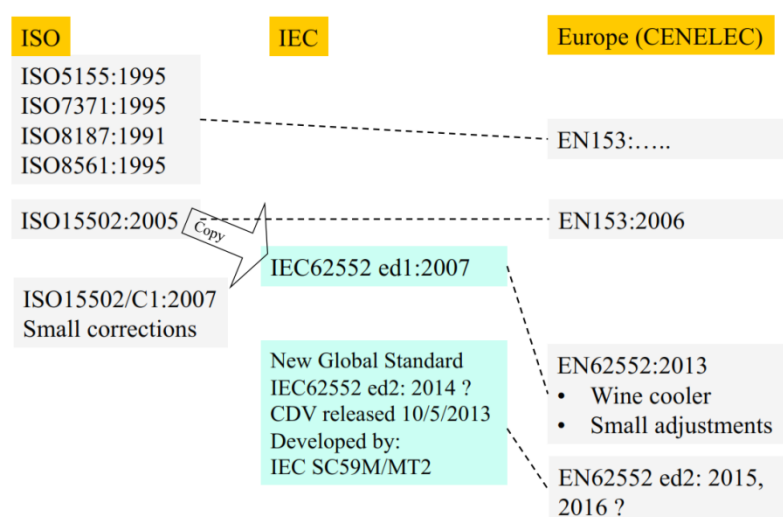 ISO
IEC
Europe (CENELEC)
ISO5155:1995
ISO7371:1995
ISO8187:1991
ISO8561:1995
EN153:…..
ISO15502:2005
Copy
EN153:2006
IEC62552 ed1:2007
ISO15502/C1:2007
Small corrections
New Global Standard
IEC62552 ed2: 2014 ?
CDV released 10/5/2013
Developed by:
IEC SC59M/MT2
EN62552:2013
• Wine cooler
• Small adjustments
EN62552 ed2: 2015,
2016 ?